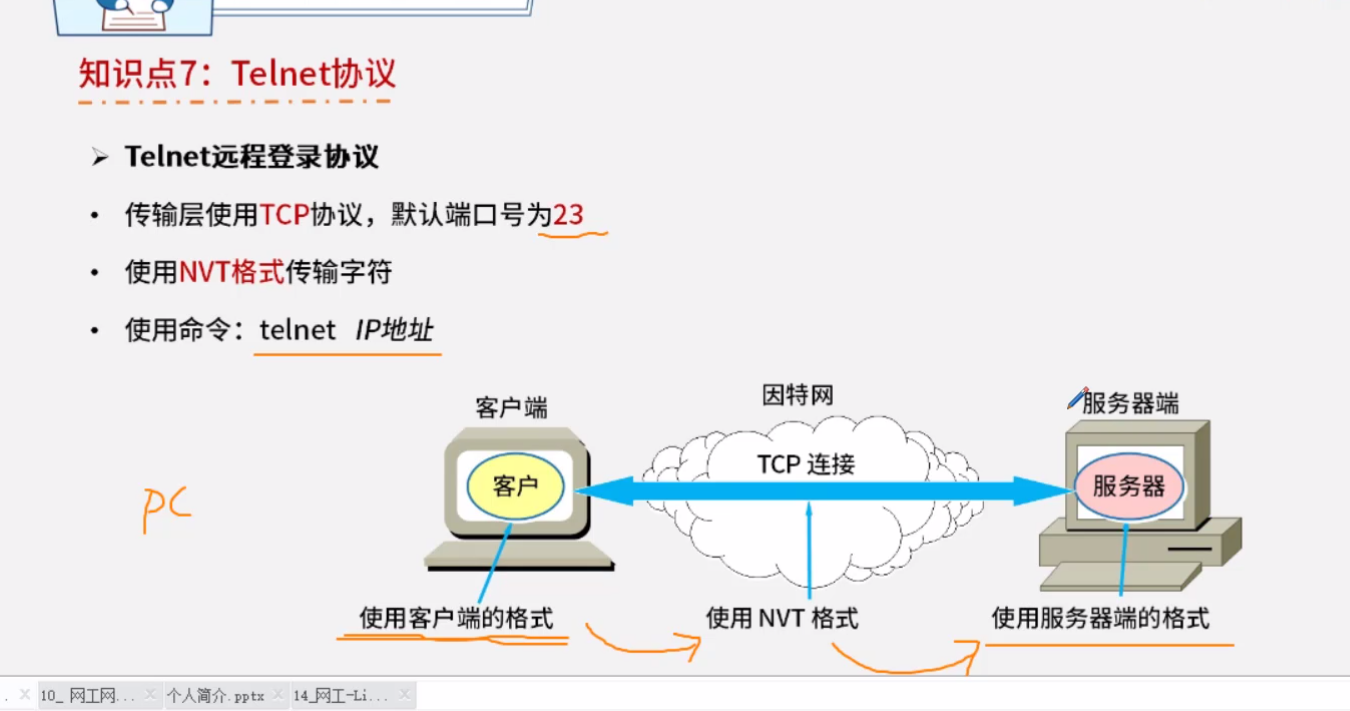 知识点7：Telnet协议
➢ Telnet远程登录协议
• 传输层使用TCP协议，默认端口号为23
• 使用NVT格式传输字符
• 使用命令：telnet IP地址
客户端
因特网
服务器端
TCP 连接
客户
服务器
PC
使用客户端的格式
使用 NVT 格式
使用服务器端的格式
10_ 网工网...
个人简介.pptx
14_网工-Li...